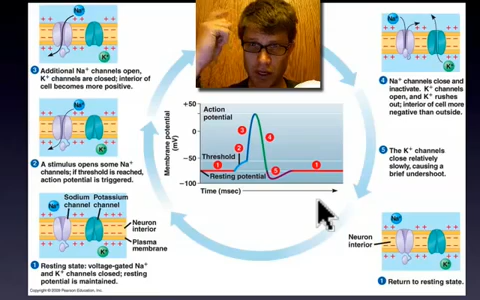 Na+
K+
3 Additional Na+ channels open,
K+ channels are closed; interior of
cell becomes more positive.
Na+
K+
2 A stimulus opens some Na+
channels; if threshold is reached,
action potential is triggered.
Sodium Potassium
channel channel
Na+
K+
Neuron
interior
Plasma
membrane
1 Resting state: voltage-gated Na+
and K+ channels closed; resting
potential is maintained.
Copyright © 2009 Pearson Education, Inc.
+50
0
−50
−100
Membrane potential
(mV)
Action
potential
Threshold
Resting potential
1
2
3
4
5
1
Time (msec)
Na+
K+
4 Na+ channels close and
inactivate. K+ channels
open, and K+ rushes
out; interior of cell more
negative than outside.
5 The K+ channels
close relatively
slowly, causing a
brief undershoot.
Neuron
interior
Na+
K+
1 Return to resting state.